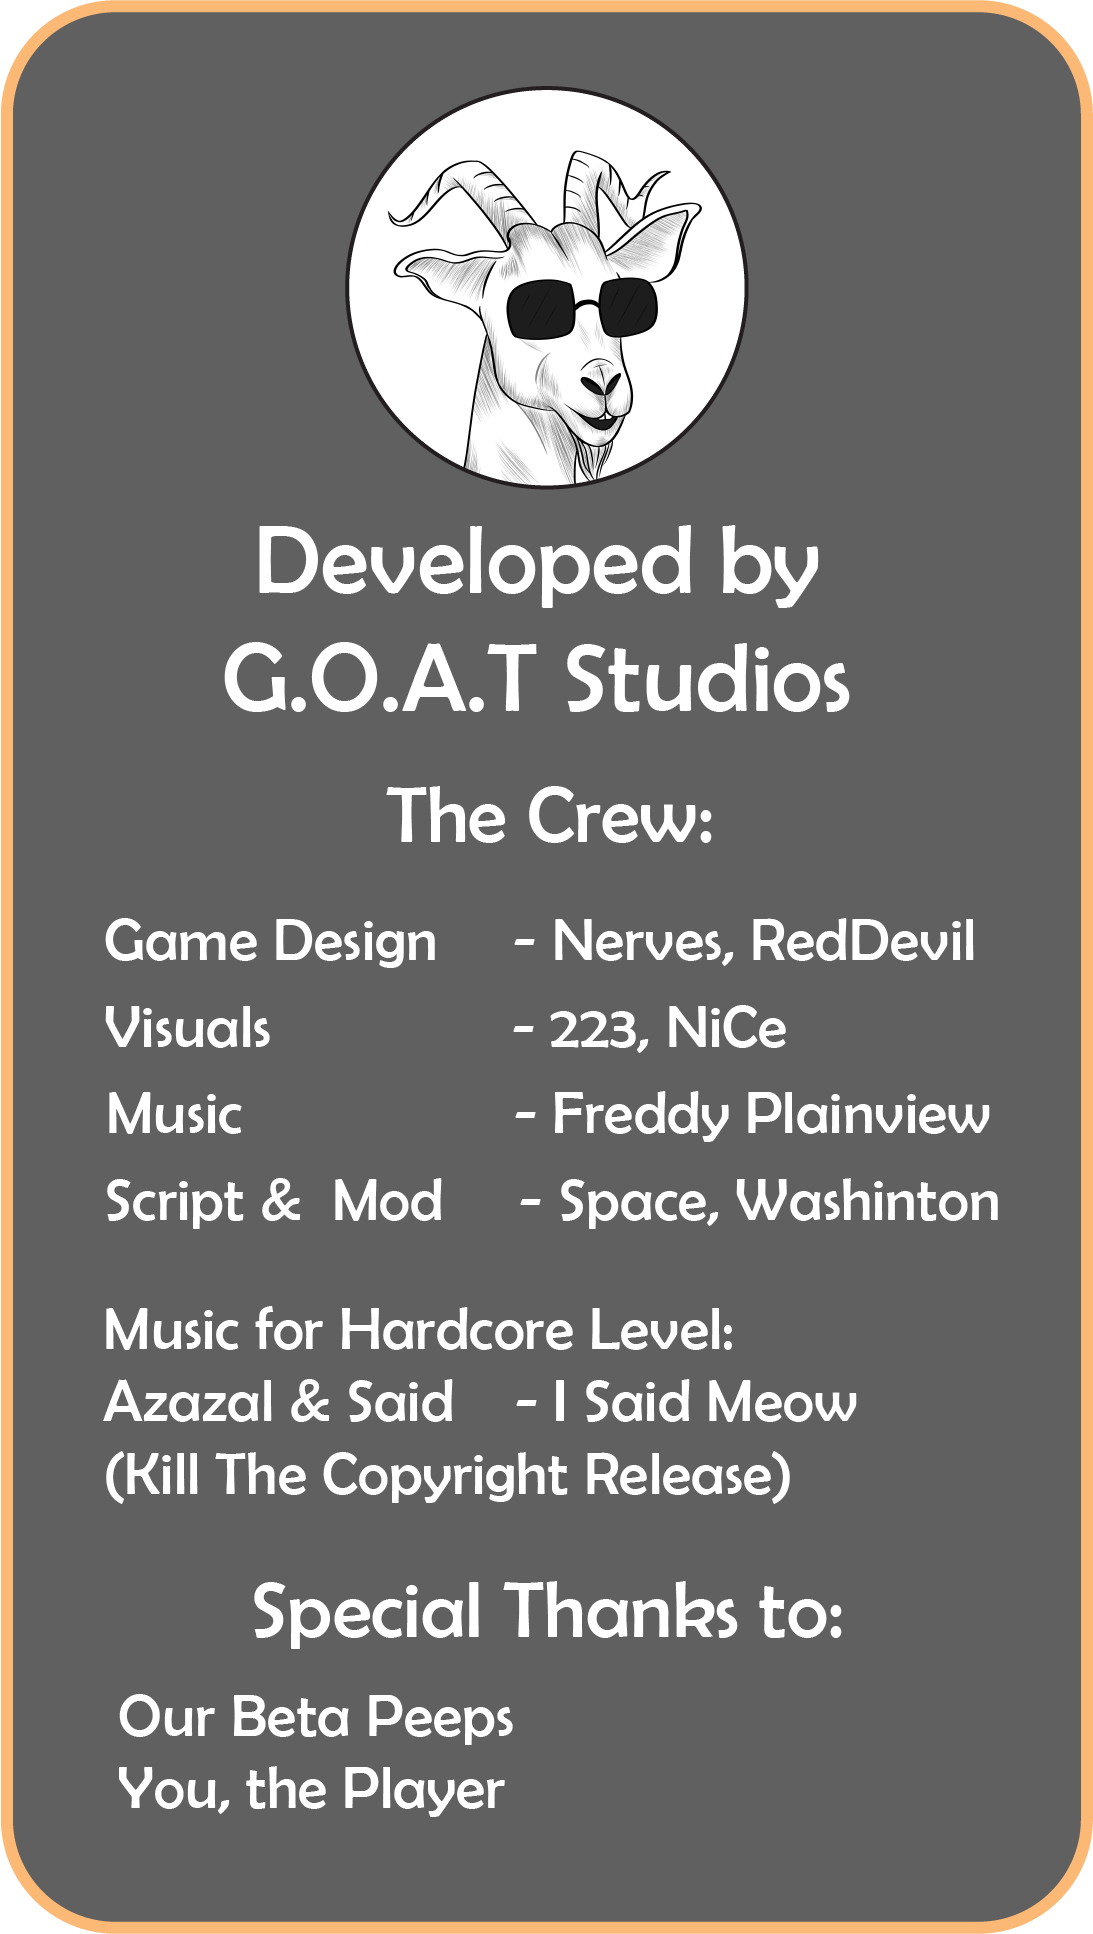 Developed by
G.O.A.T Studios
The Crew:
Game Design - Nerves, RedDevil
Visuals - 223, NiCe
Music - Freddy Plainview
Script & Mod - Space, Washinton
Music for Hardcore Level:
Azazal & Said - I Said Meow
(Kill The Copyright Release)
Special Thanks to:
Our Beta Peeps
You, the Player